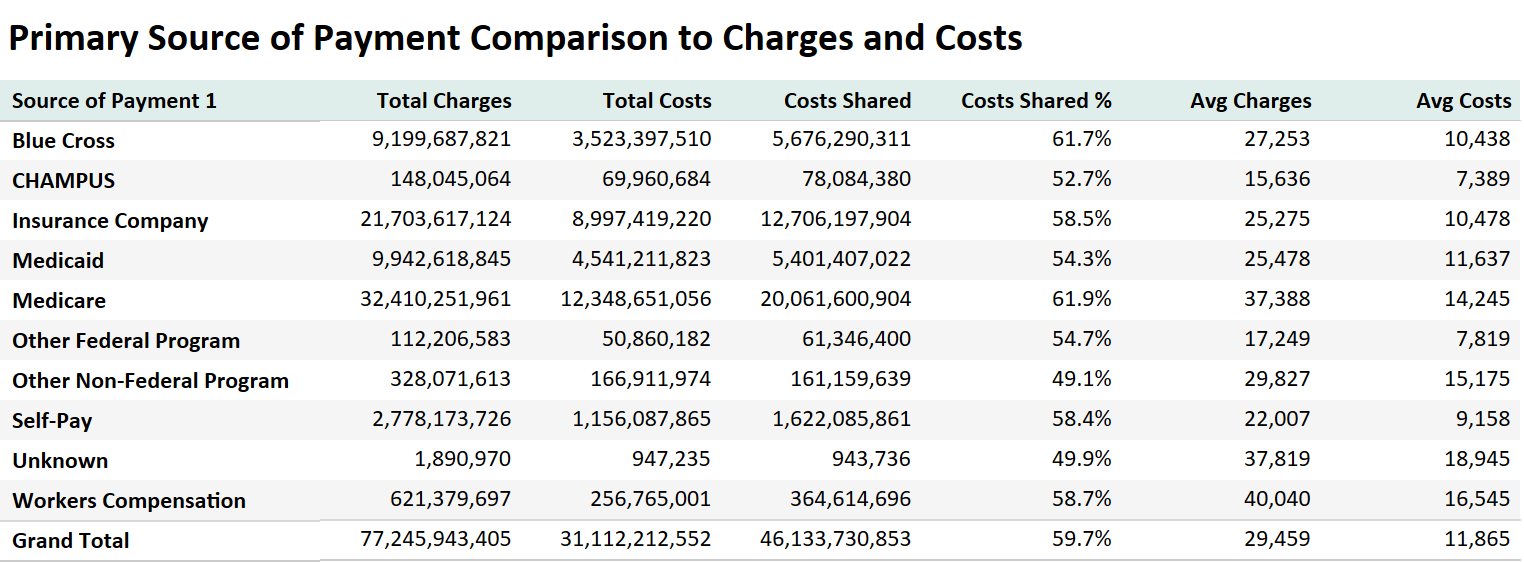 Primary Source of Payment Comparison to Charges and Costs
Source of Payment 1 Total Charges Total Costs Costs Shared Costs Shared % Avg Charges Avg Costs
Blue Cross 9,199,687,821 3,523,397,510 5,676,290,311 61.7% 27,253 10,438
CHAMPUS 148,045,064 69,960,684 78,084,380 52.7% 15,636 7,389
Insurance Company 21,703,617,124 8,997,419,220 12,706,197,904 58.5% 25,275 10,478
Medicaid 9,942,618,845 4,541,211,823 5,401,407,022 54.3% 25,478 11,637
Medicare 32,410,251,961 12,348,651,056 20,061,600,904 61.9% 37,388 14,245
Other Federal Program 112,206,583 50,860,182 61,346,400 54.7% 17,249 7,819
Other Non-Federal Program 328,071,613 166,911,974 161,159,639 49.1% 29,827 15,175
Self-Pay 2,778,173,726 1,156,087,865 1,622,085,861 58.4% 22,007 9,158
Unknown 1,890,970 947,235 943,736 49.9% 37,819 18,945
Workers Compensation 621,379,697 256,765,001 364,614,696 58.7% 40,040 16,545
Grand Total 77,245,943,405 31,112,212,552 46,133,730,853 59.7% 29,459 11,865